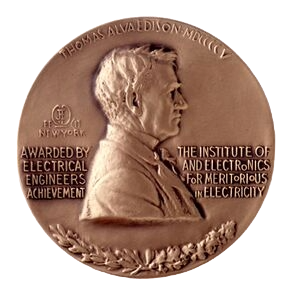 THOMAS ALVA EDISON
NEW YORK
AWARDED BY THE INSTITUTE OF
ELECTRICAL AND ELECTRONICS
ENGINEERS FOR MERITORIOUS
ACHIEVEMENT IN ELECTRICITY